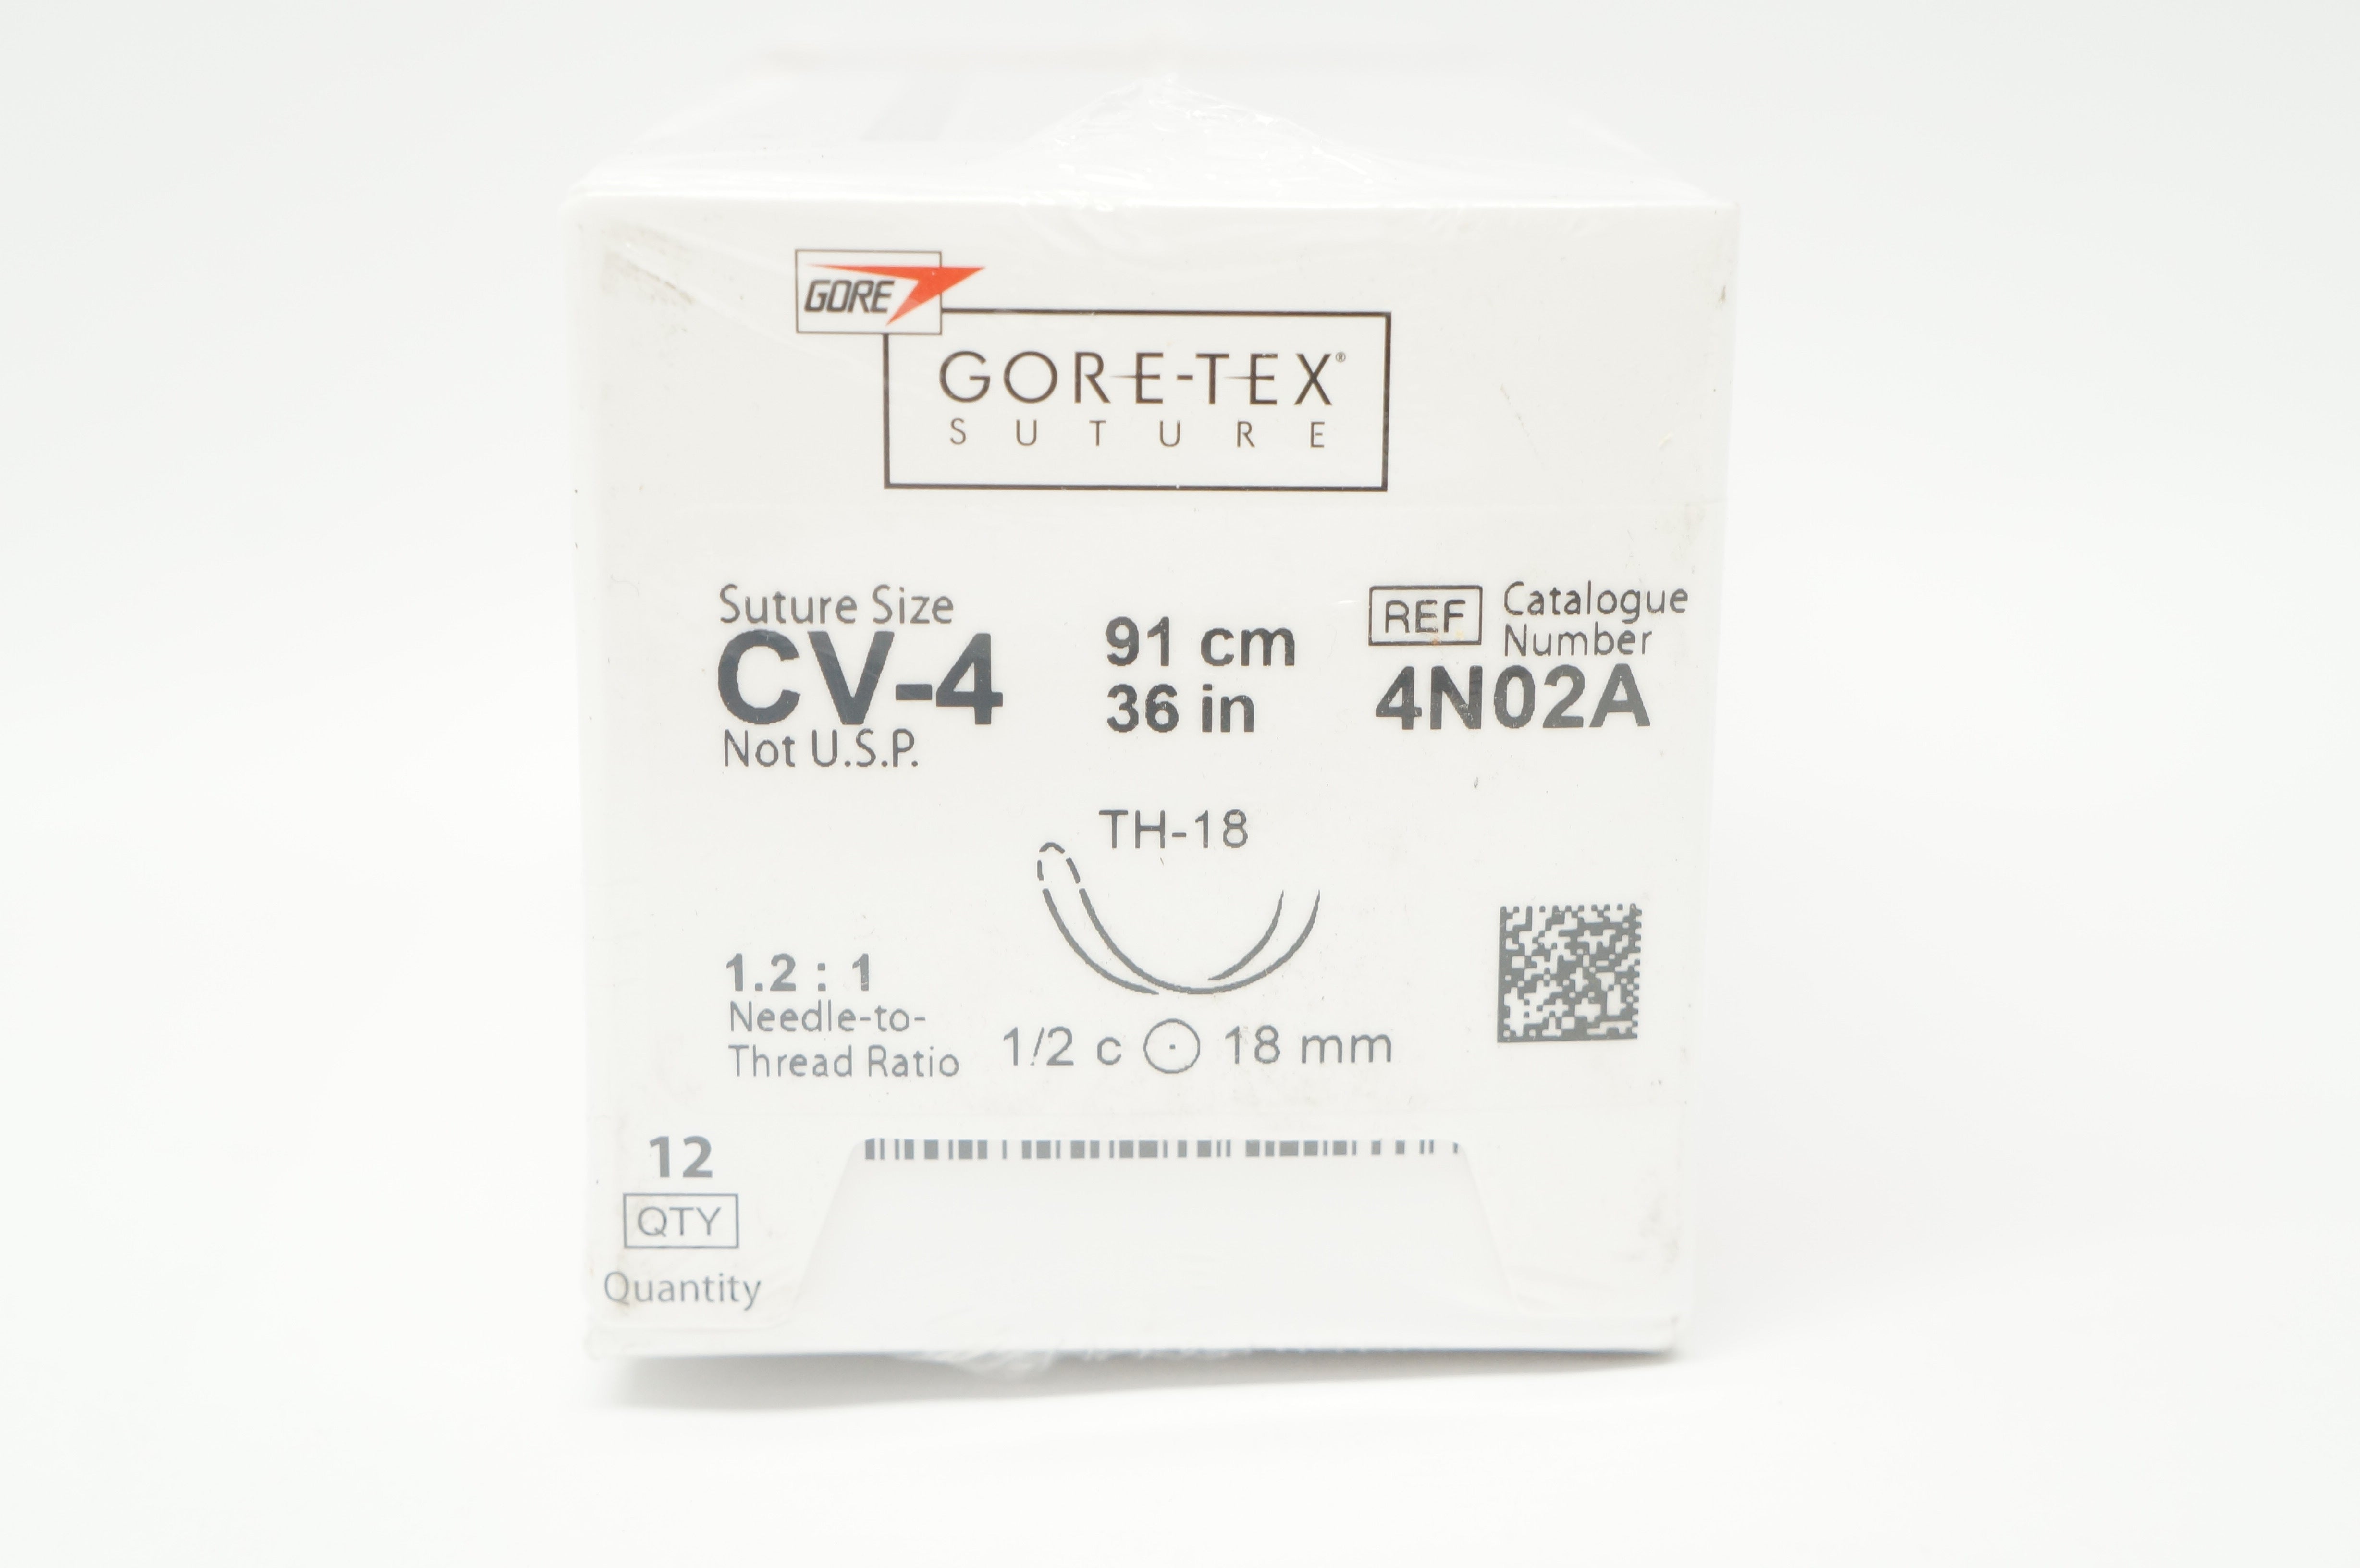 GORE
GORE-TEX®
SUTURE
Suture Size
CV-4
Not U.S.P.
91 cm
36 in
REF Catalogue
Number
4N02A
TH-18
1.2 : 1
Needle-to-
Thread Ratio
1/2 c 18 mm
12
QTY
Quantity